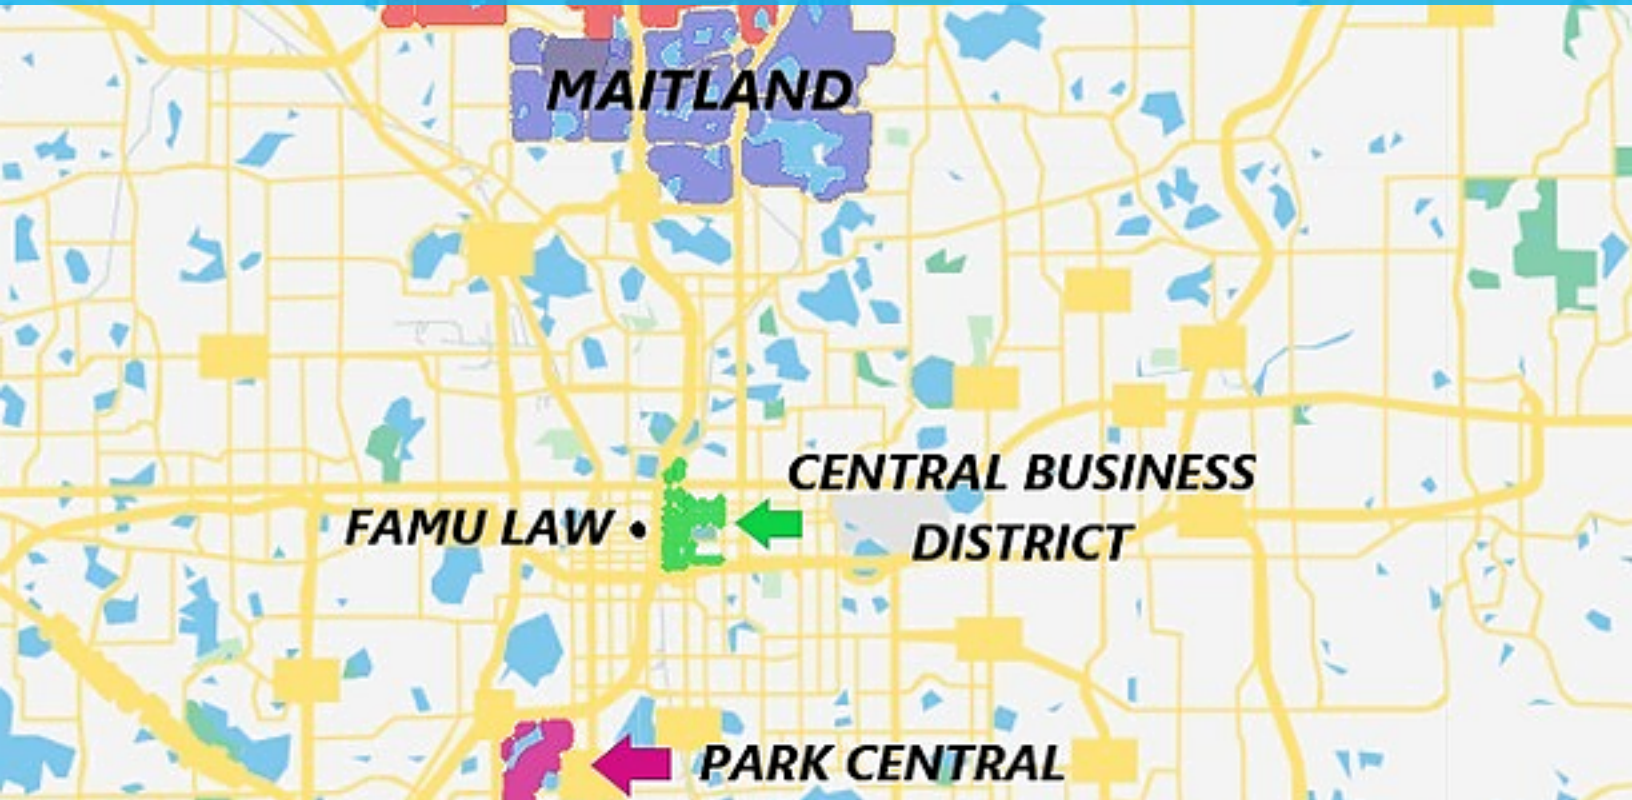 MAITLAND
CENTRAL BUSINESS
DISTRICT
FAMU LAW
PARK CENTRAL